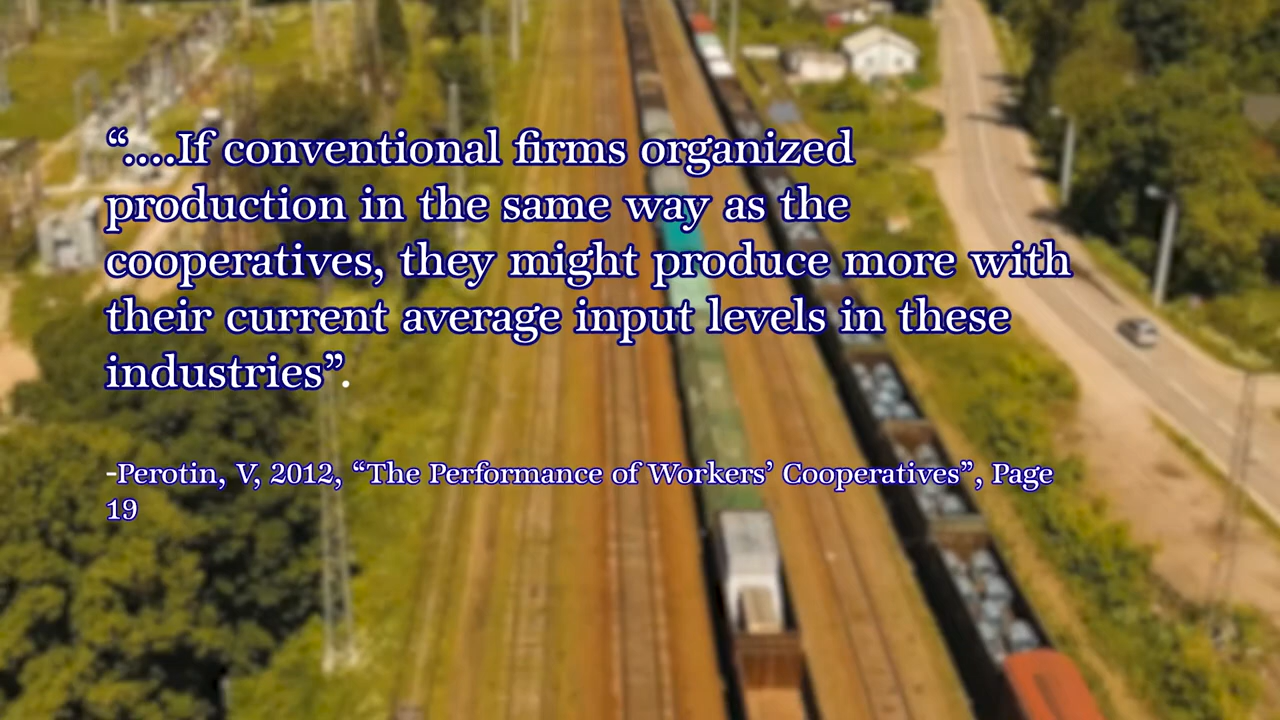 “....If conventional firms organized
production in the same way as the
cooperatives, they might produce more with
their current average input levels in these
industries”.
-Perotin, V, 2012, “The Performance of Workers’ Cooperatives”, Page
19